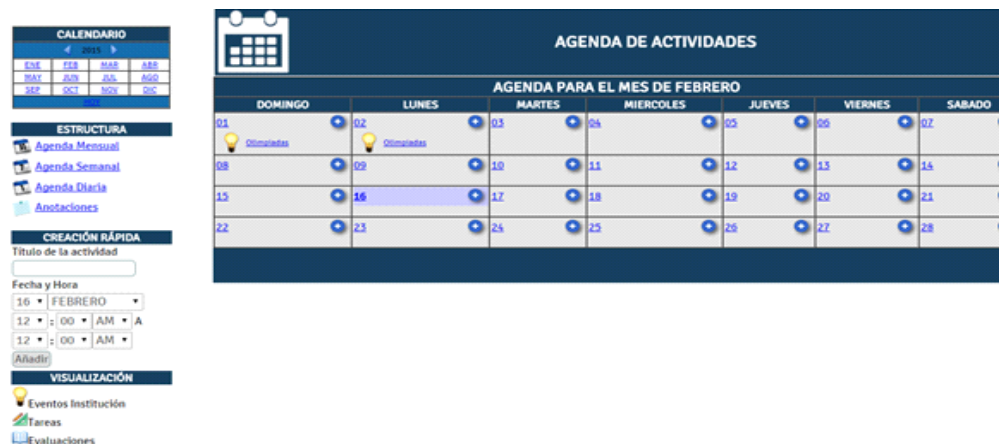 CALENDARIO
2015
ENE FEB MAR ABR
MAY JUN JUL AGO
SEP OCT NOV DIC
HOY
ESTRUCTURA
Agenda Mensual
Agenda Semanal
Agenda Diaria
Anotaciones
CREACIÓN RÁPIDA
Título de la actividad
Fecha y Hora
16 FEBRERO
12 : 00 AM A
12 : 00 AM
Añadir
VISUALIZACIÓN
Eventos Institución
Tareas
Evaluaciones
AGENDA DE ACTIVIDADES
AGENDA PARA EL MES DE FEBRERO
DOMINGO LUNES MARTES MIERCOLES JUEVES VIERNES SABADO
01 02 03 04 05 06 07
Olimpiadas Olimpiadas
08 09 10 11 12 13 14
15 16 17 18 19 20 21
22 23 24 25 26 27 28